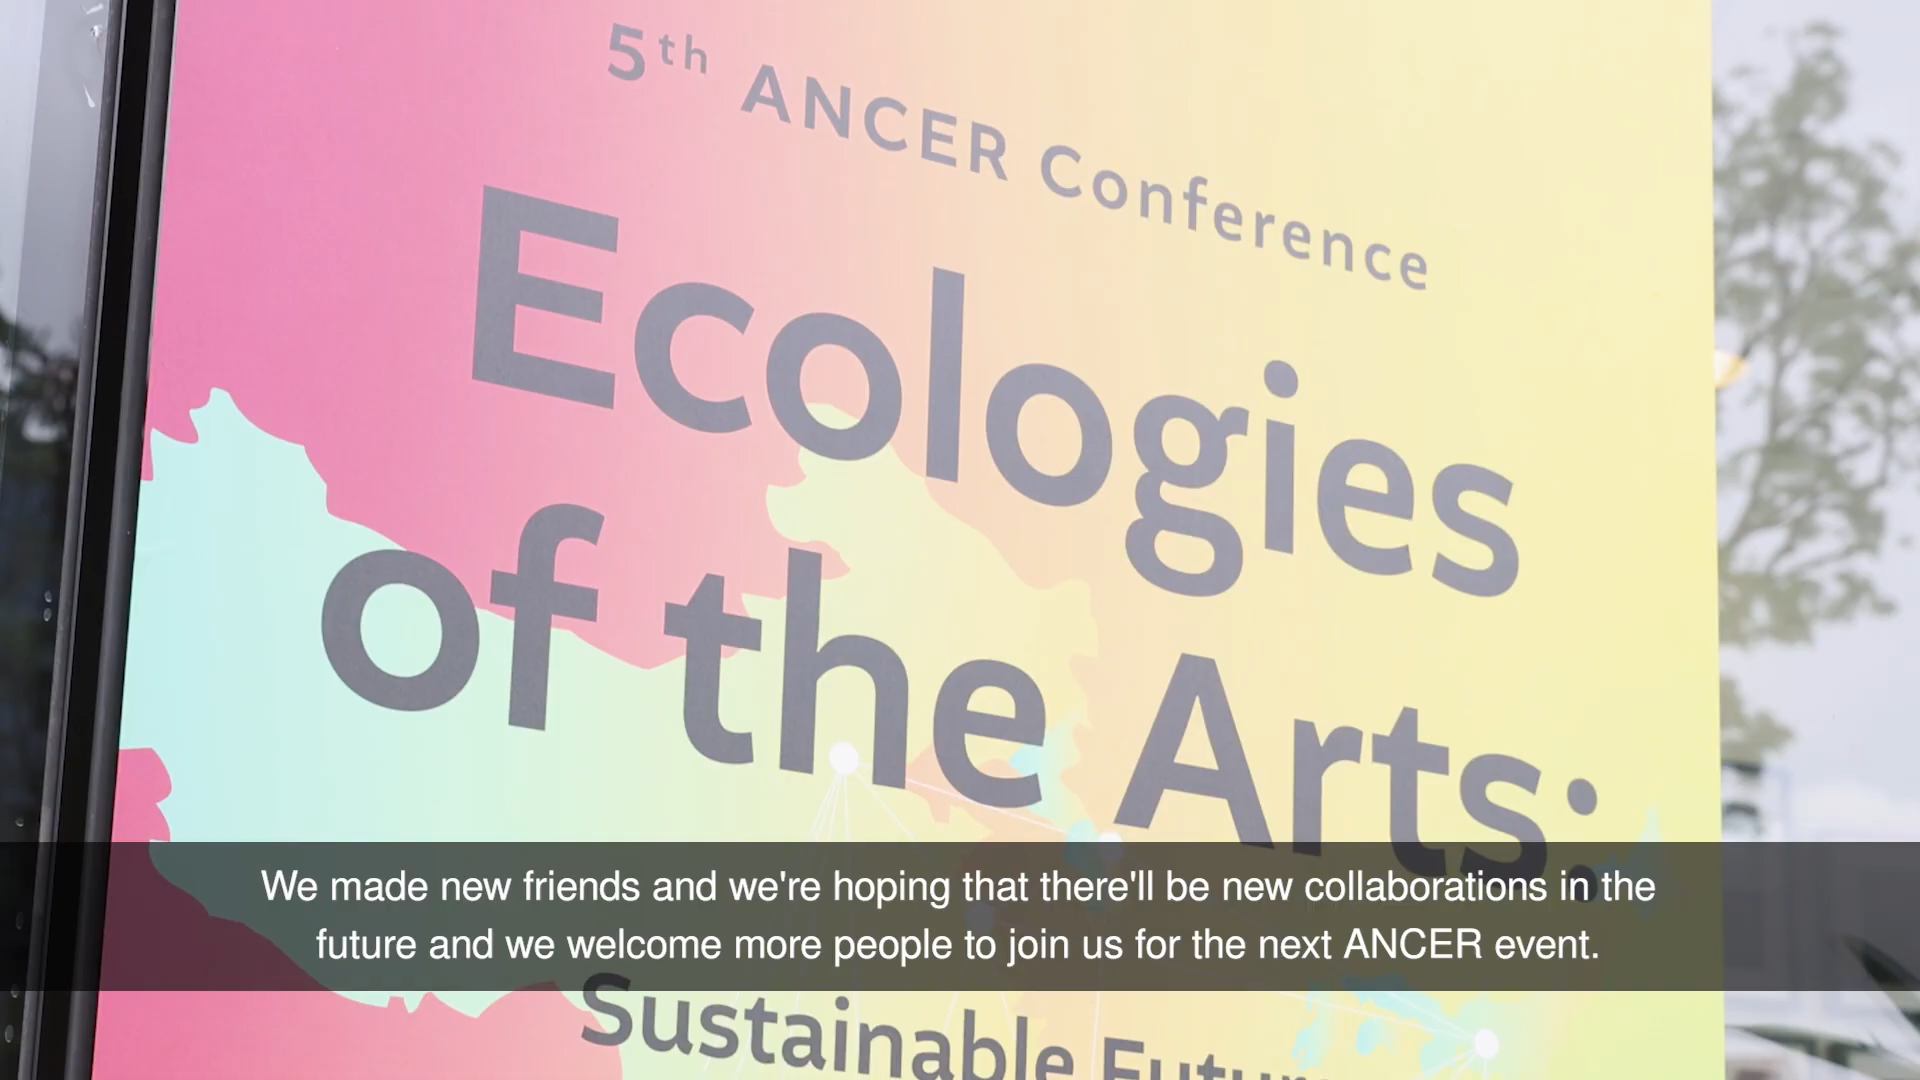 5th ANCER Conference
Ecologies
of the Arts:
We made new friends and we're hoping that there'll be new collaborations in the
future and we welcome more people to join us for the next ANCER event.
Sustainable